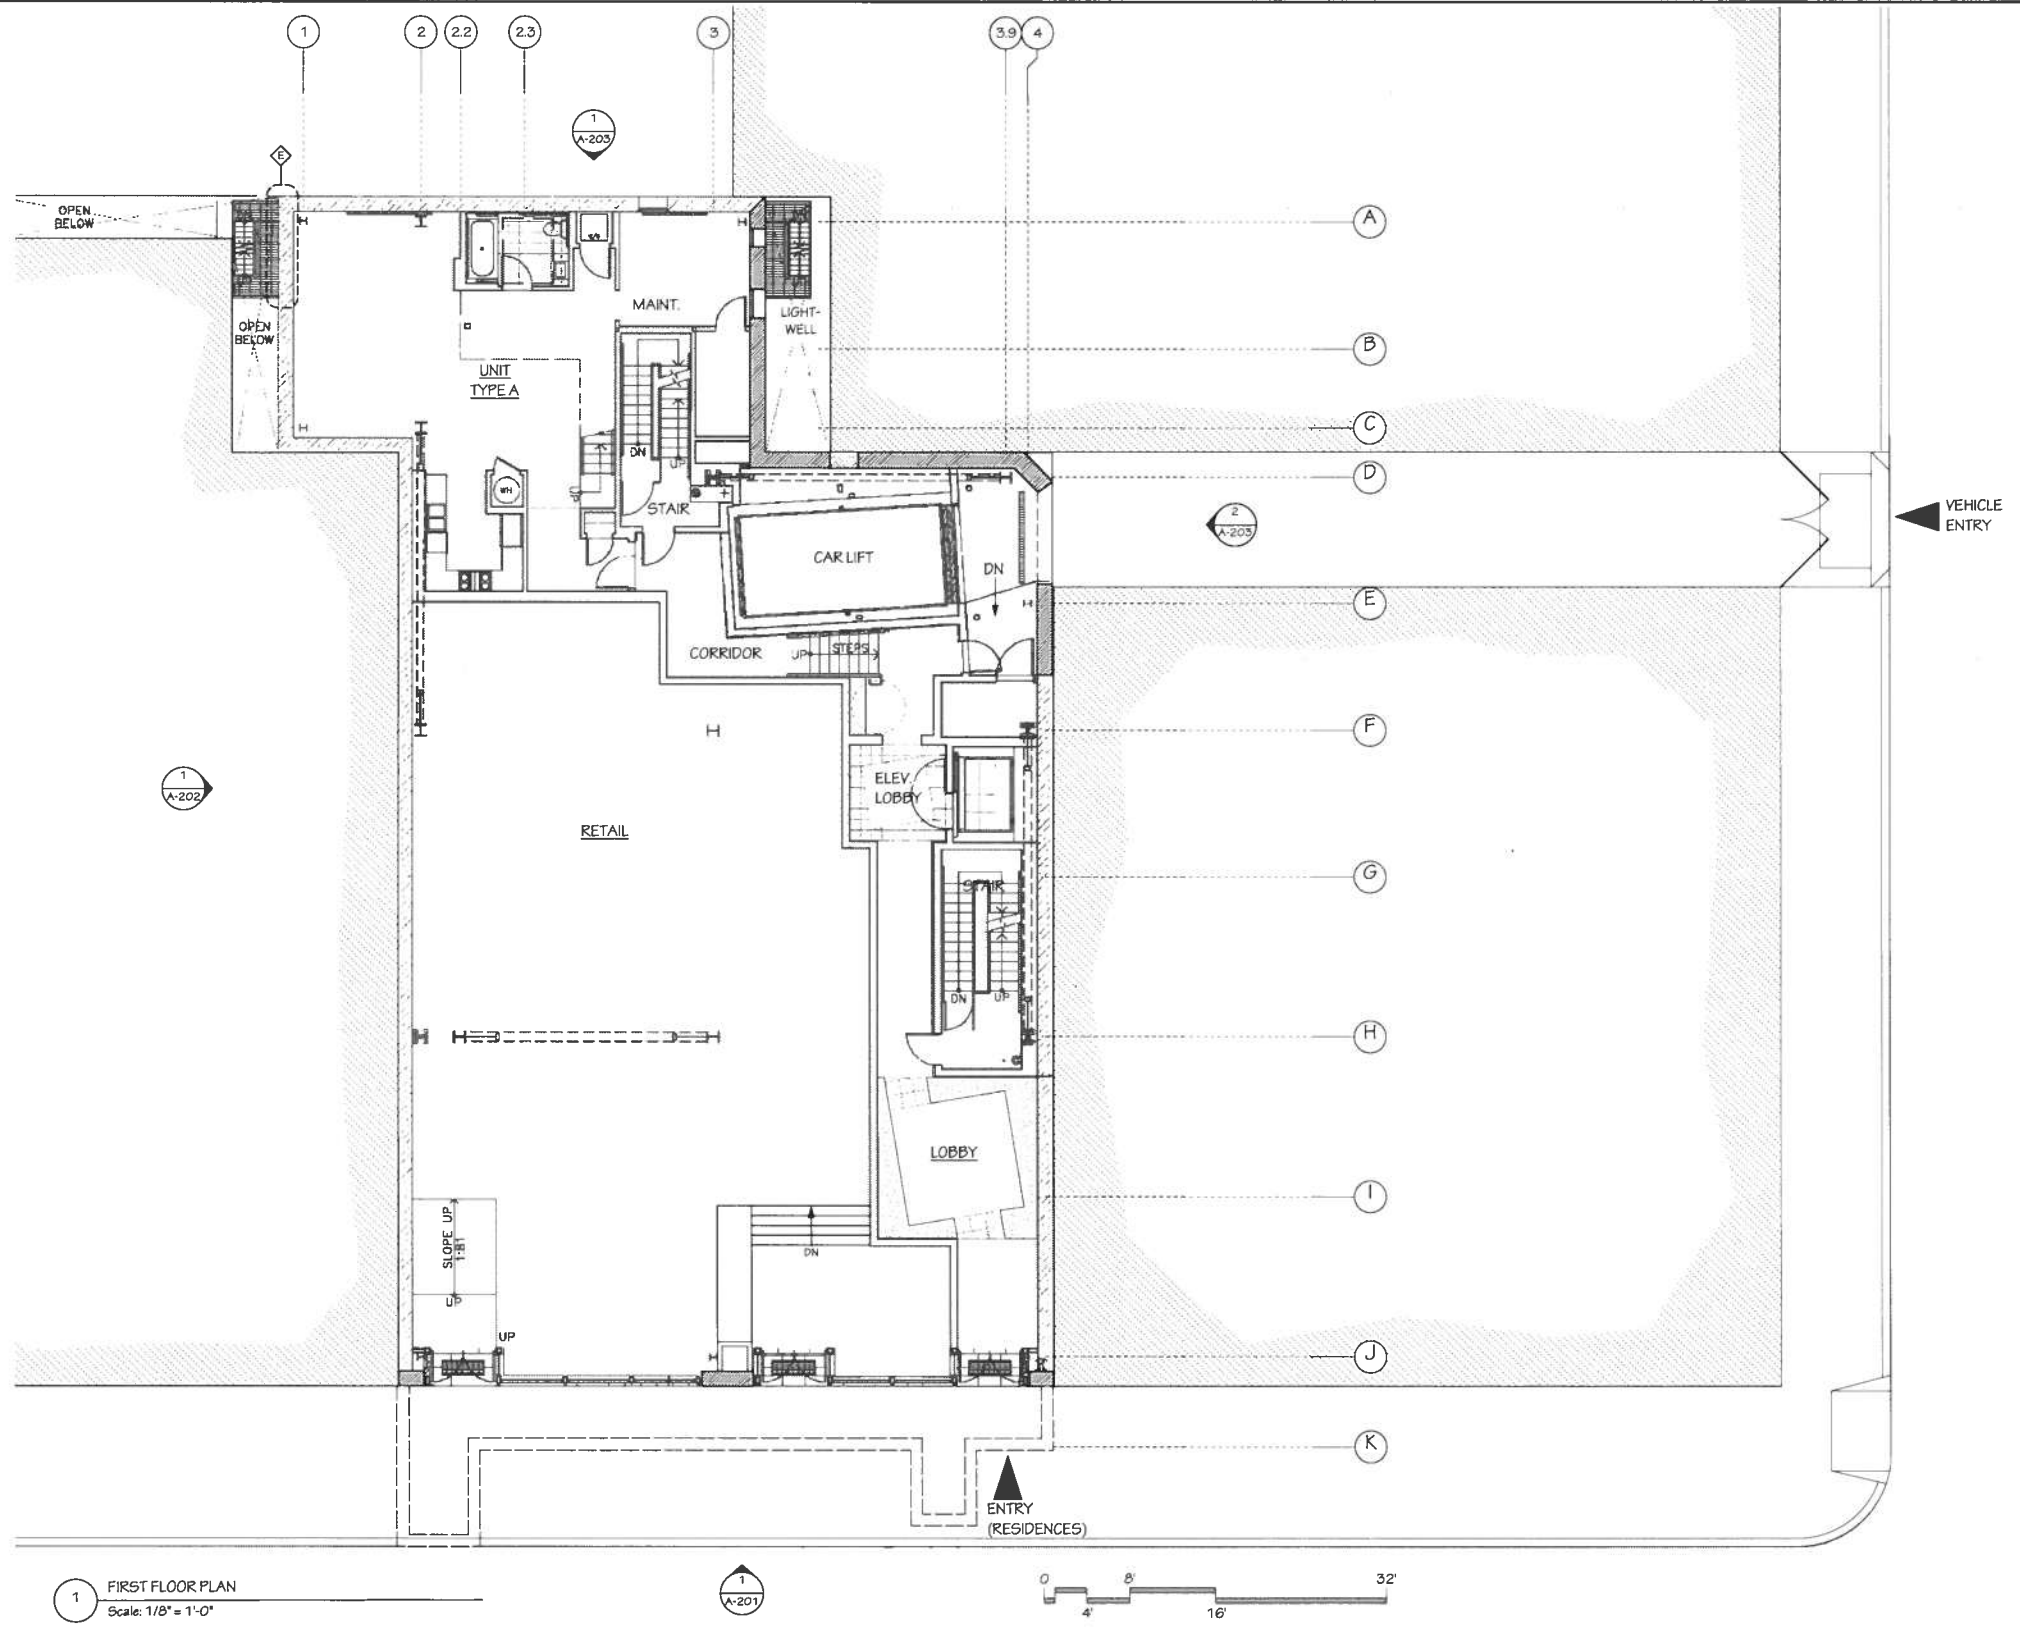 1 2 2.2 2.3 3 3.9 4
1
A-203
E
OPEN
BELOW
A
MAINT.
LIGHT-
WELL
OPEN
BELOW
B
UNIT
TYPE A
C
DN
UP
D
WH
UP
STAIR
2
A-203
VEHICLE
ENTRY
CAR LIFT
DN
E
CORRIDOR
UP
STEPS
F
1
A-202
ELEV.
LOBBY
RETAIL
G
STAIR
DN
UP
H
LOBBY
I
SLOPE UP
1:81
DN
UP
UP
J
K
ENTRY
(RESIDENCES)
1
FIRST FLOOR PLAN
Scale: 1/8" = 1'-0"
1
A-201
0 8' 32'
4' 16'